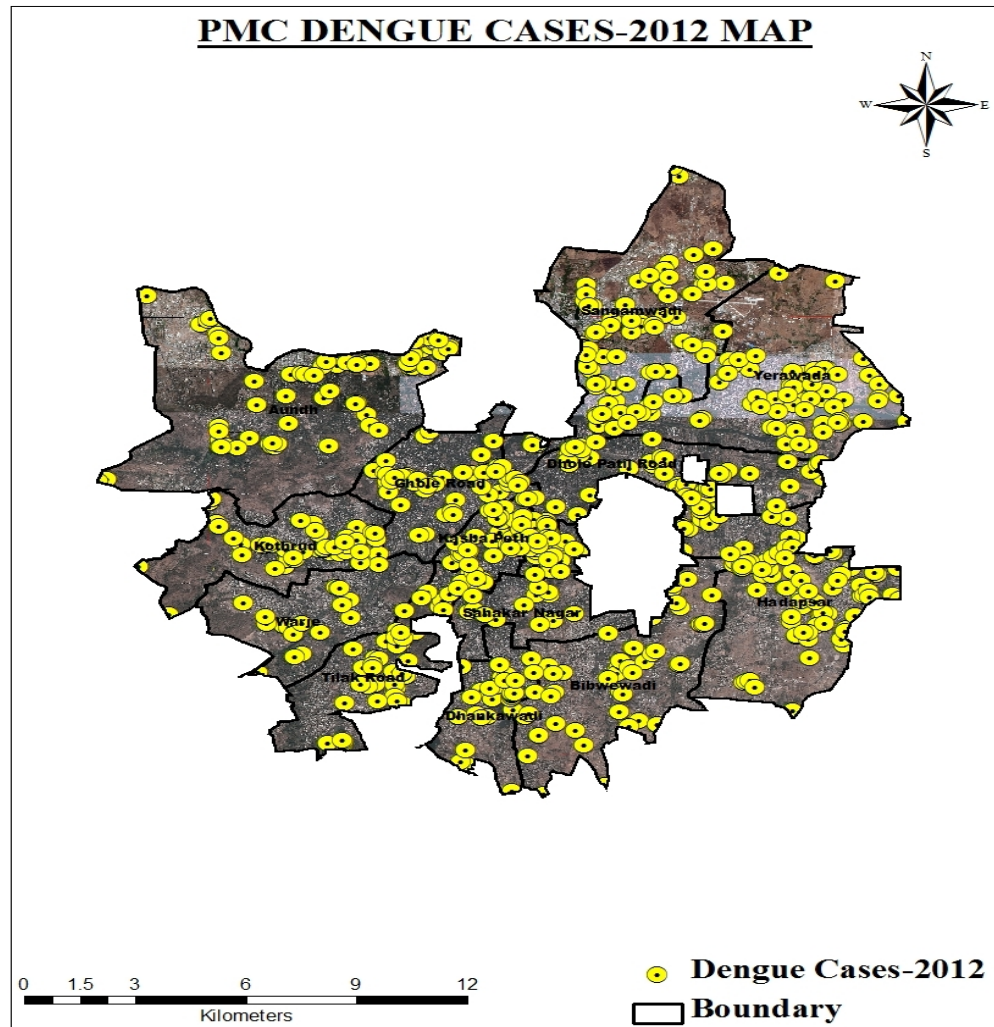 PMC DENGUE CASES-2012 MAP
N
W E
S
Sangamwadi
Yerawada
Aundh
Dhole Patil Road
Ghole Road
Kasba Peth
Kothrud
Hadapsar
Sahakar Nagar
Warje
Tilak Road
Bibwewadi
Dhankawadi
0 1.5 3 6 9 12
Kilometers
Dengue Cases-2012
Boundary